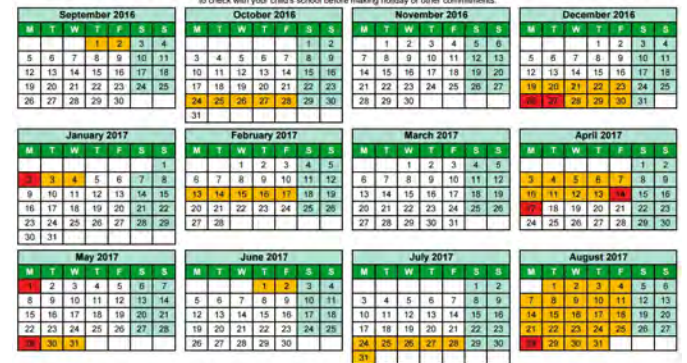 to check with your child's school before making holiday or other commitments.
September 2016 October 2016 November 2016 December 2016
M T W T F S S M T W T F S S M T W T F S S M T W T F S S
1 2 3 4 1 2 1 2 3 4 5 6 1 2 3 4
5 6 7 8 9 10 11 3 4 5 6 7 8 9 7 8 9 10 11 12 13 5 6 7 8 9 10 11
12 13 14 15 16 17 18 10 11 12 13 14 15 16 14 15 16 17 18 19 20 12 13 14 15 16 17 18
19 20 21 22 23 24 25 17 18 19 20 21 22 23 21 22 23 24 25 26 27 19 20 21 22 23 24 25
26 27 28 29 30 24 25 26 27 28 29 30 28 29 30 26 27 28 29 30 31
31
January 2017 February 2017 March 2017 April 2017
M T W T F S S M T W T F S S M T W T F S S M T W T F S S
1 1 2 3 4 5 1 2 3 4 5 1 2
2 3 4 5 6 7 8 6 7 8 9 10 11 12 6 7 8 9 10 11 12 3 4 5 6 7 8 9
9 10 11 12 13 14 15 13 14 15 16 17 18 19 13 14 15 16 17 18 19 10 11 12 13 14 15 16
16 17 18 19 20 21 22 20 21 22 23 24 25 26 20 21 22 23 24 25 26 17 18 19 20 21 22 23
23 24 25 26 27 28 29 27 28 27 28 29 30 31 24 25 26 27 28 29 30
30 31
May 2017 June 2017 July 2017 August 2017
M T W T F S S M T W T F S S M T W T F S S M T W T F S S
1 2 3 4 5 6 7 1 2 3 4 1 2 1 2 3 4 5 6
8 9 10 11 12 13 14 5 6 7 8 9 10 11 3 4 5 6 7 8 9 7 8 9 10 11 12 13
15 16 17 18 19 20 21 12 13 14 15 16 17 18 10 11 12 13 14 15 16 14 15 16 17 18 19 20
22 23 24 25 26 27 28 19 20 21 22 23 24 25 17 18 19 20 21 22 23 21 22 23 24 25 26 27
29 30 31 26 27 28 29 30 24 25 26 27 28 29 30 28 29 30 31
31